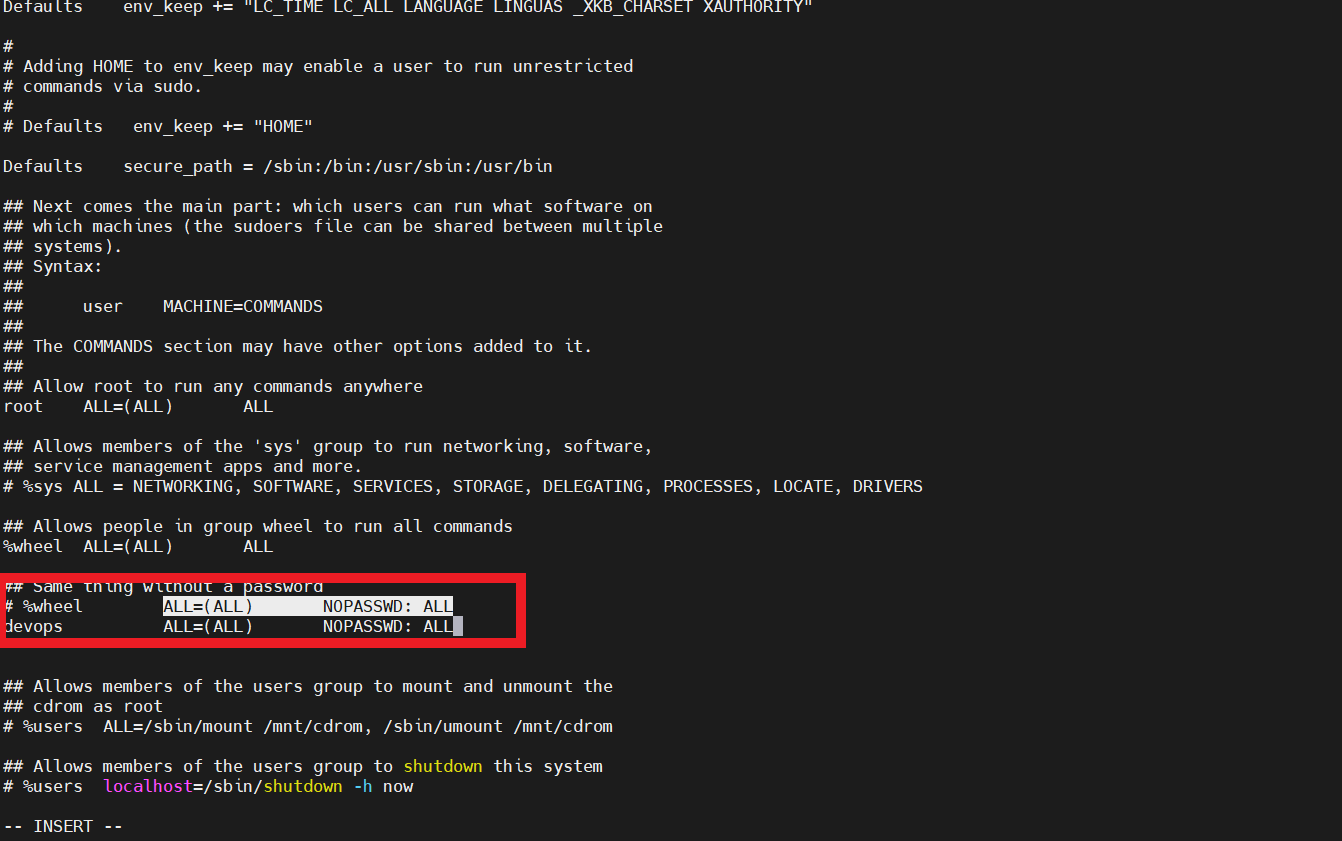 Defaults    env_keep += "LC_TIME LC_ALL LANGUAGE LINGUAS _XKB_CHARSET XAUTHORITY"
#
# Adding HOME to env_keep may enable a user to run unrestricted
# commands via sudo.
#
# Defaults   env_keep += "HOME"
Defaults    secure_path = /sbin:/bin:/usr/sbin:/usr/bin
## Next comes the main part: which users can run what software on
## which machines (the sudoers file can be shared between multiple
## systems).
## Syntax:
##
##      user    MACHINE=COMMANDS
##
## The COMMANDS section may have other options added to it.
##
## Allow root to run any commands anywhere
root    ALL=(ALL)       ALL
## Allows members of the 'sys' group to run networking, software,
## service management apps and more.
# %sys ALL = NETWORKING, SOFTWARE, SERVICES, STORAGE, DELEGATING, PROCESSES, LOCATE, DRIVERS
## Allows people in group wheel to run all commands
%wheel  ALL=(ALL)       ALL
## Same thing without a password
# %wheel        ALL=(ALL)       NOPASSWD: ALL
devops          ALL=(ALL)       NOPASSWD: ALL
## Allows members of the users group to mount and unmount the
## cdrom as root
# %users  ALL=/sbin/mount /mnt/cdrom, /sbin/umount /mnt/cdrom
## Allows members of the users group to shutdown this system
# %users  localhost=/sbin/shutdown -h now
-- INSERT --